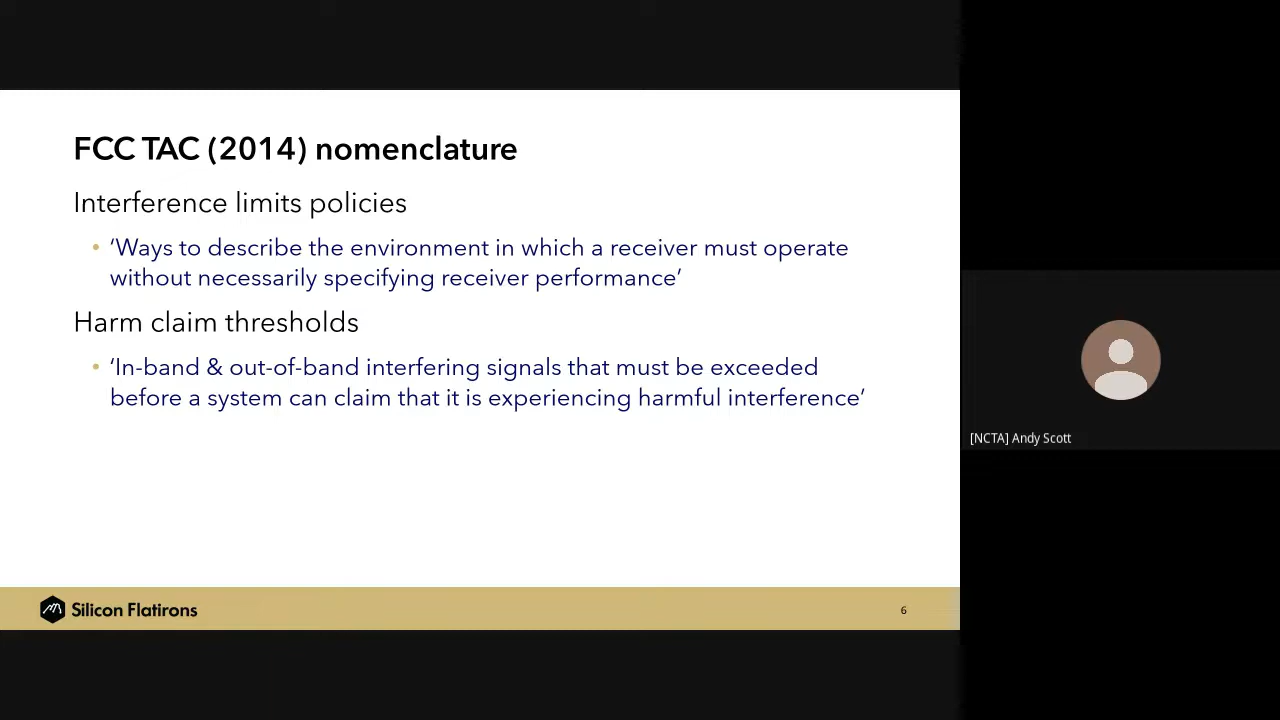 FCC TAC (2014) nomenclature
Interference limits policies
• ‘Ways to describe the environment in which a receiver must operate
without necessarily specifying receiver performance’
Harm claim thresholds
• ‘In-band & out-of-band interfering signals that must be exceeded
before a system can claim that it is experiencing harmful interference’
Silicon Flatirons
6
[NCTA] Andy Scott